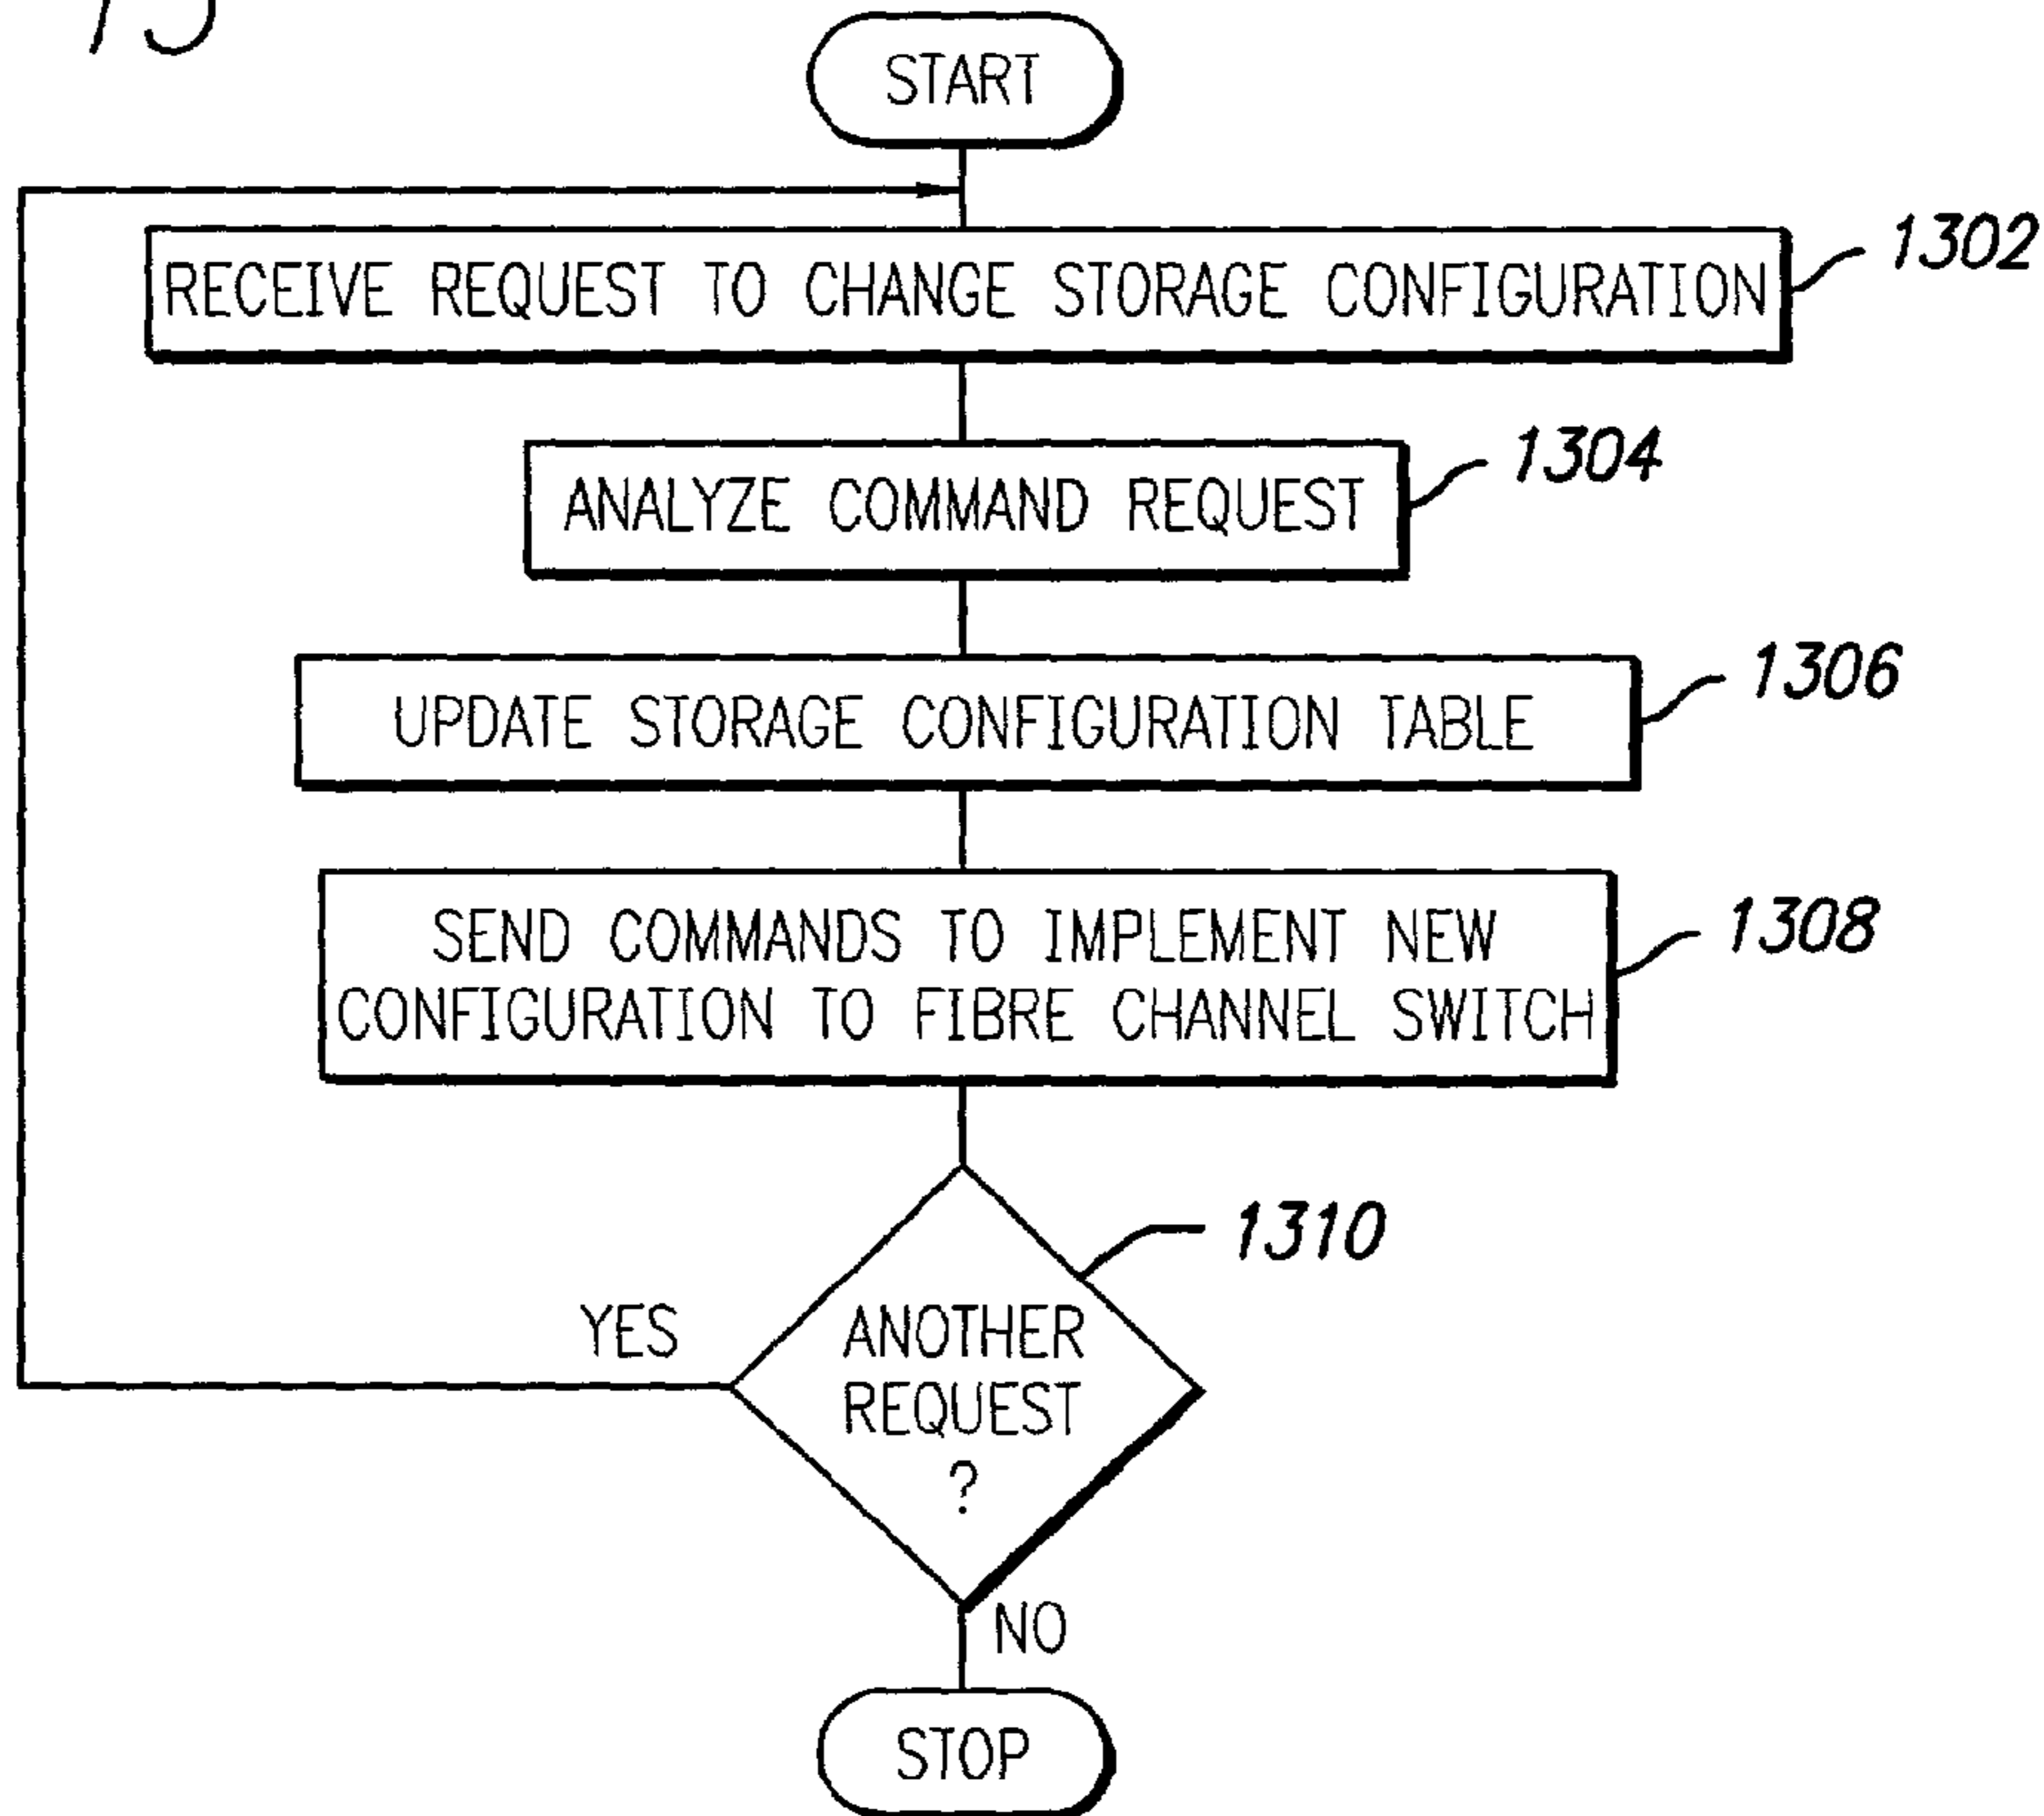 START
RECEIVE REQUEST TO CHANGE STORAGE CONFIGURATION
1302
ANALYZE COMMAND REQUEST
1304
UPDATE STORAGE CONFIGURATION TABLE
1306
SEND COMMANDS TO IMPLEMENT NEW
CONFIGURATION TO FIBRE CHANNEL SWITCH
1308
1310
YES
ANOTHER
REQUEST
?
NO
STOP